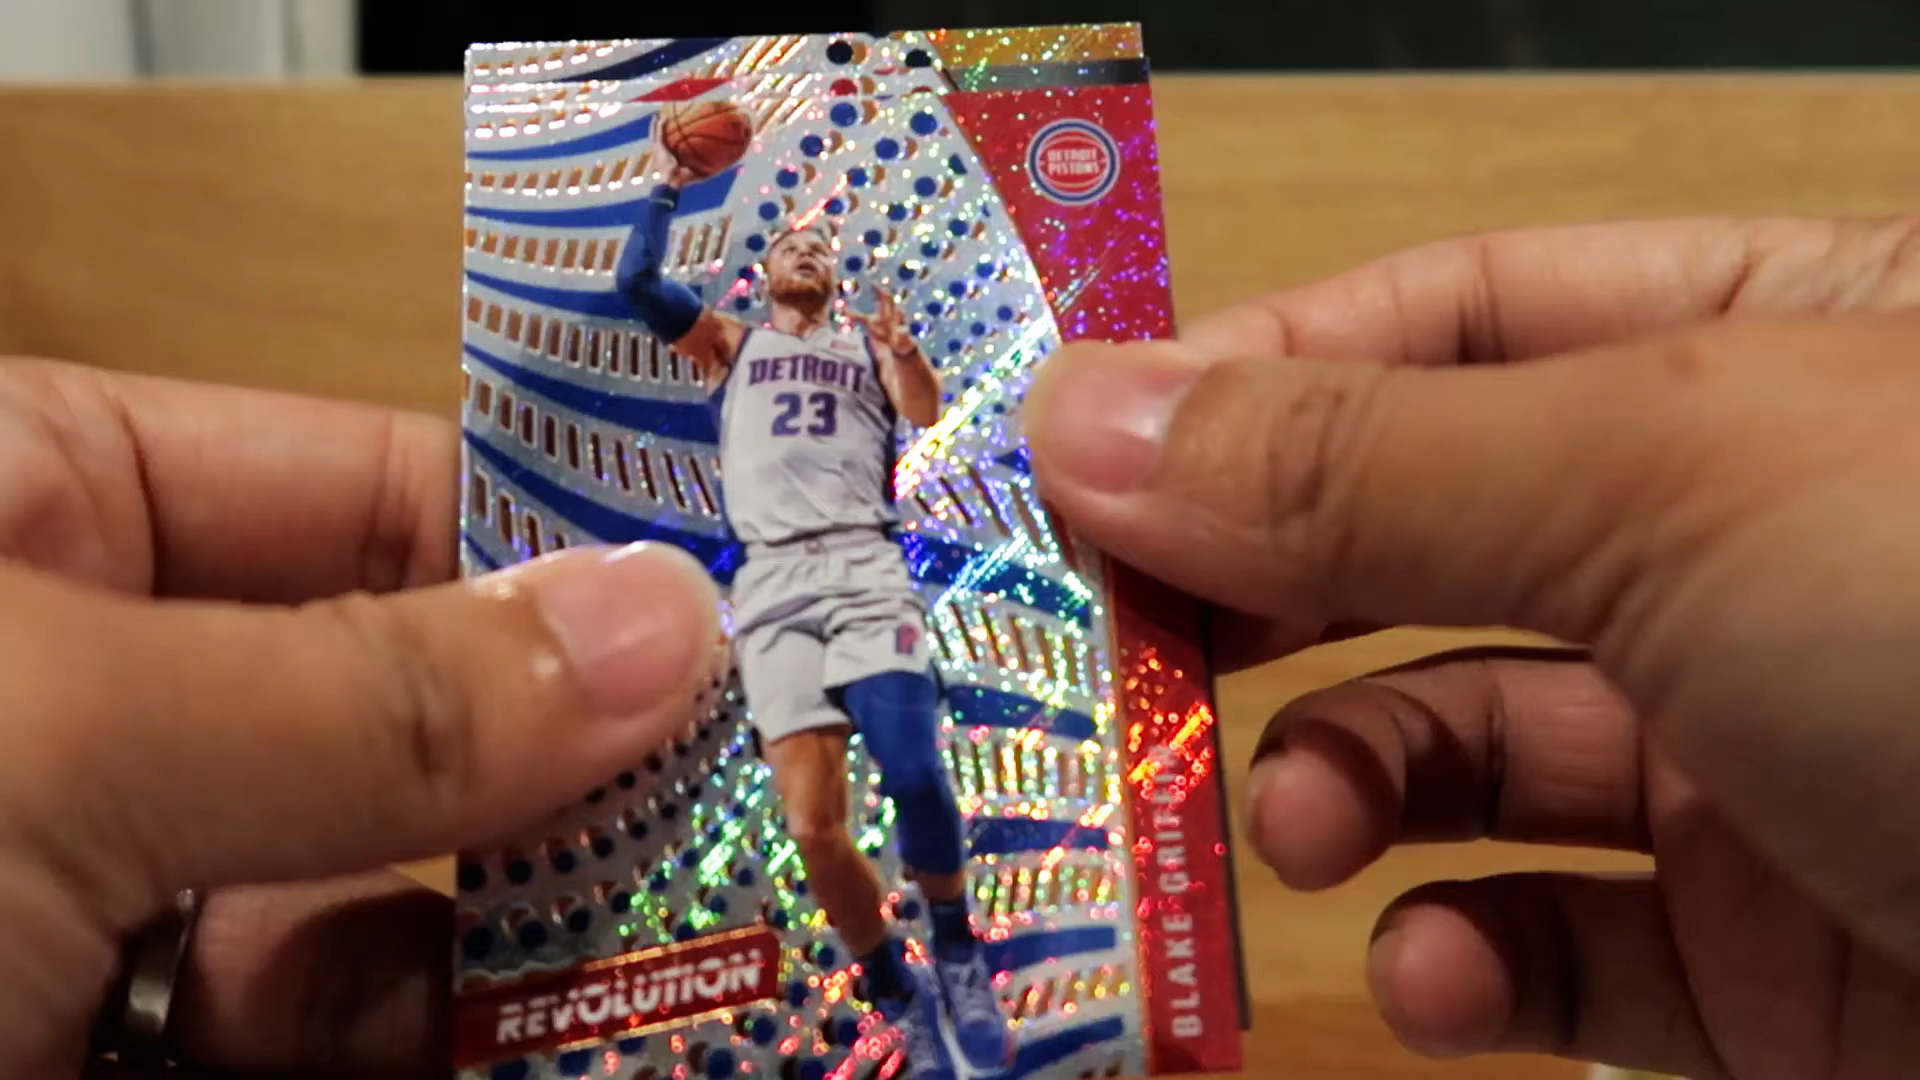 DETROIT
PISTONS
DETROIT
23
REVOLUTION
BLAKE GRIFFIN